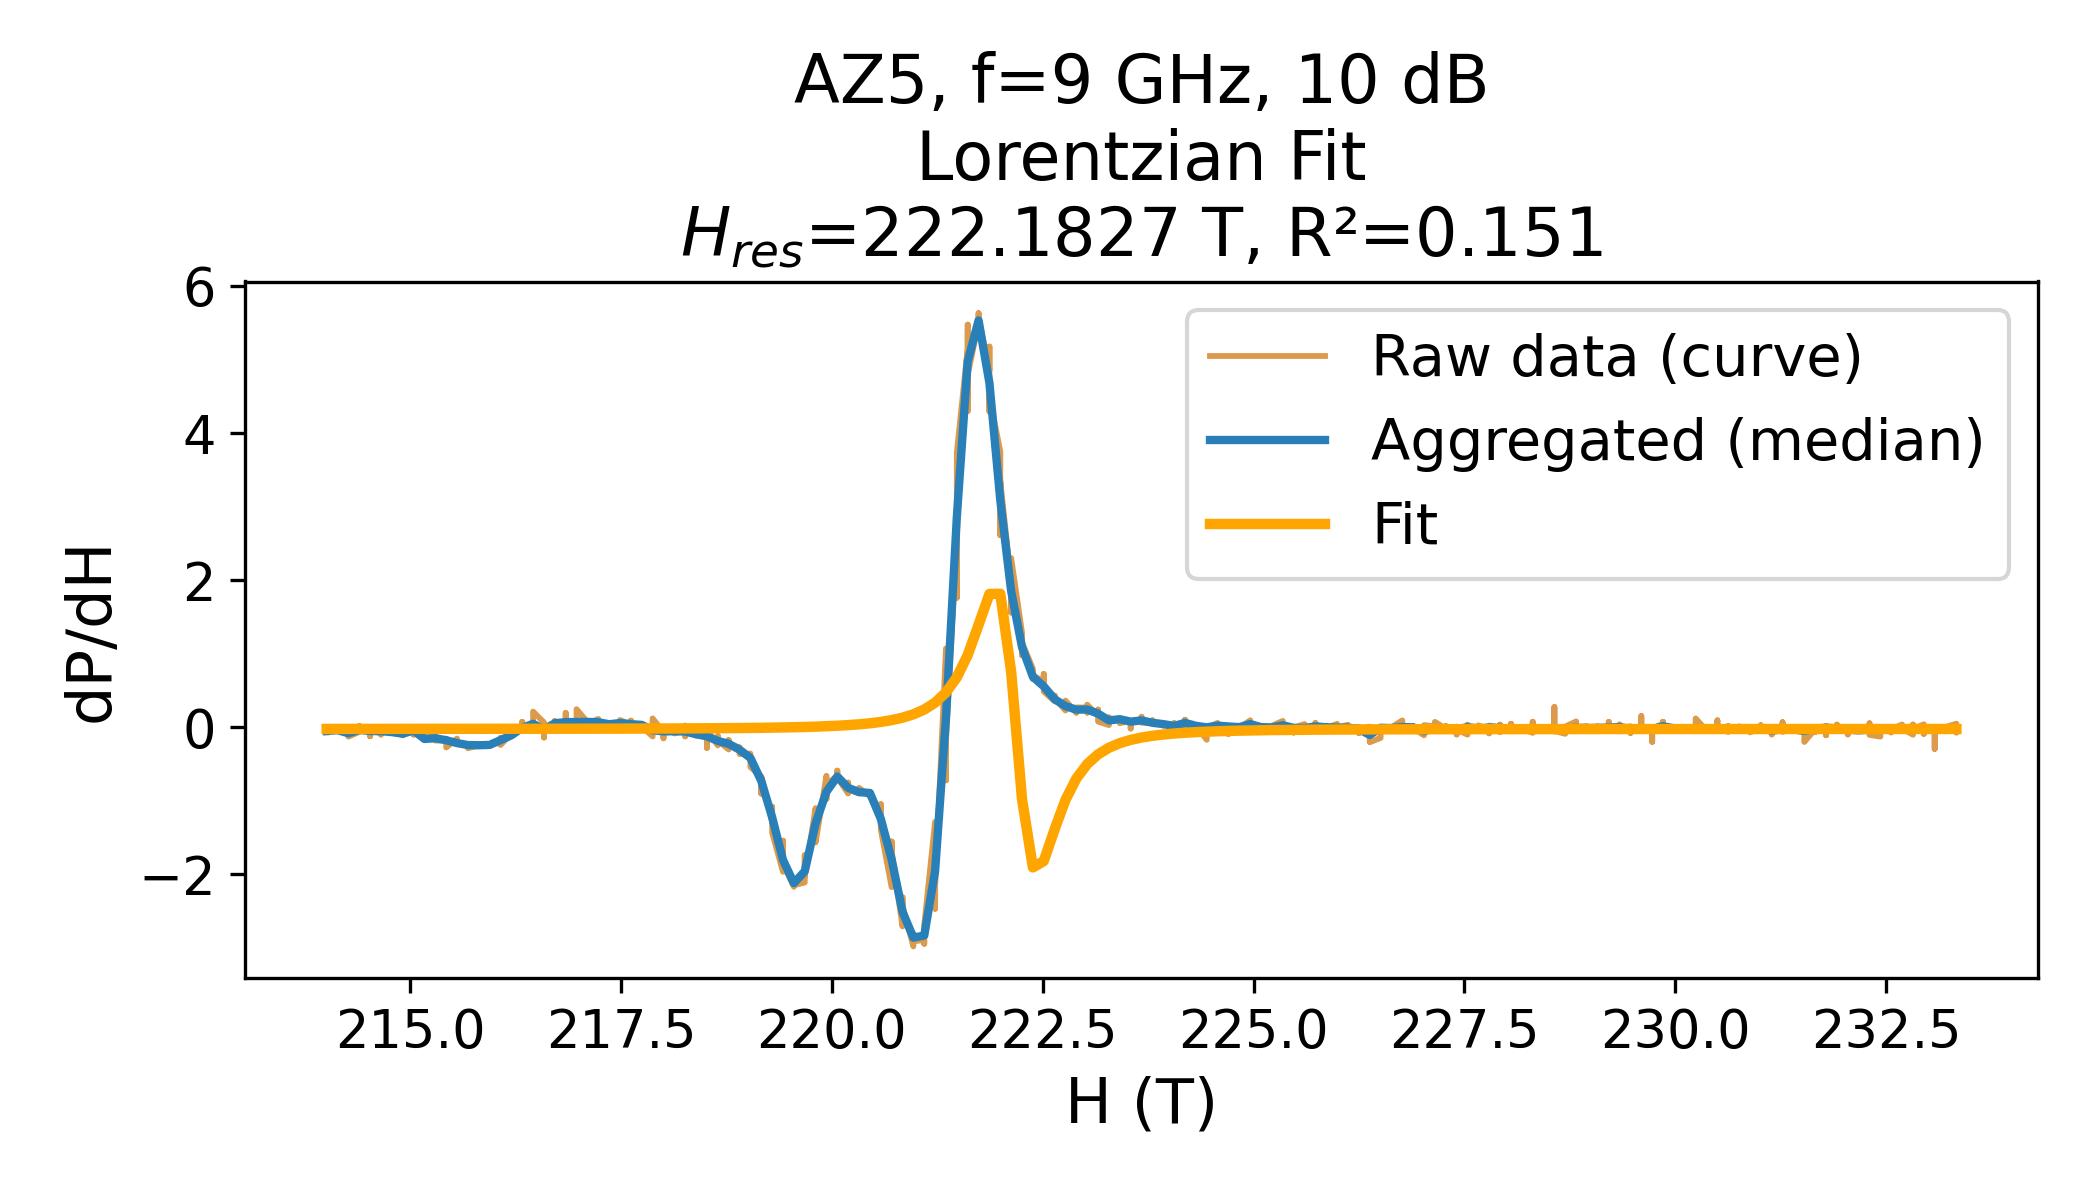 AZ5, f=9 GHz, 10 dB
Lorentzian Fit
H_res=222.1827 T, R²=0.151
Raw data (curve)
Aggregated (median)
Fit
dP/dH
6
4
2
0
−2
215.0 217.5 220.0 222.5 225.0 227.5 230.0 232.5
H (T)